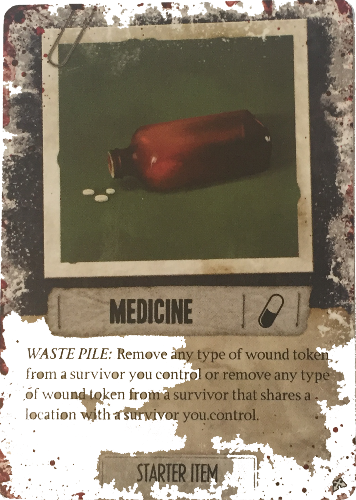 MEDICINE
WASTE PILE: Remove any type of wound token
from a survivor you control or remove any type
of wound token from a survivor that shares a
location with a survivor you control.
STARTER ITEM